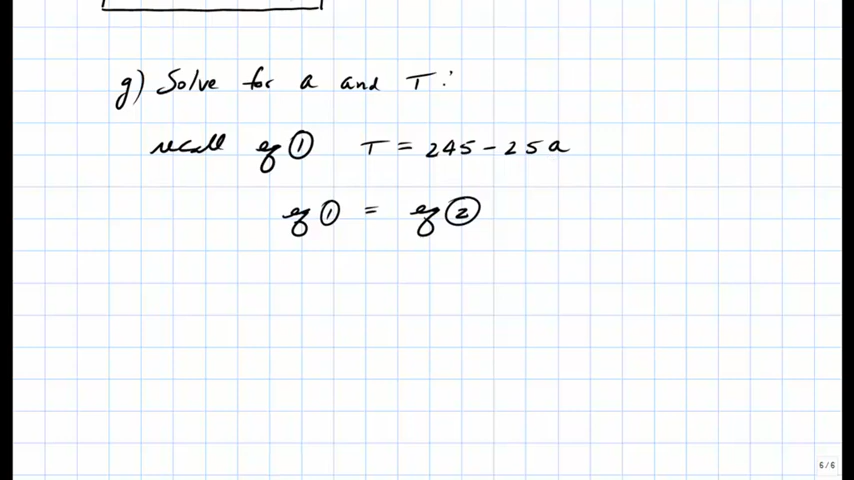 g) Solve for a and T:
recall eq ① T = 245 - 25a
eq ① = eq ②
6/6